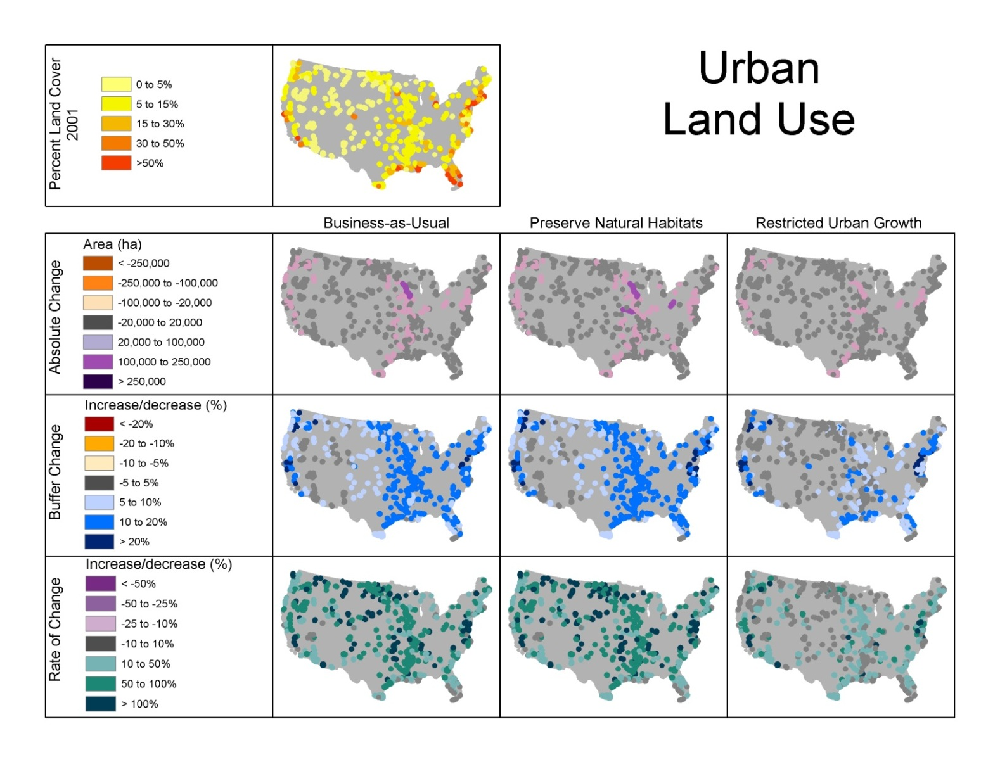 Urban
Land Use
Percent Land Cover
2001
0 to 5%
5 to 15%
15 to 30%
30 to 50%
>50%
Business-as-Usual
Preserve Natural Habitats
Restricted Urban Growth
Absolute Change
Area (ha)
< -250,000
-250,000 to -100,000
-100,000 to -20,000
-20,000 to 20,000
20,000 to 100,000
100,000 to 250,000
> 250,000
Buffer Change
Increase/decrease (%)
< -20%
-20 to -10%
-10 to -5%
-5 to 5%
5 to 10%
10 to 20%
> 20%
Rate of Change
Increase/decrease (%)
< -50%
-50 to -25%
-25 to -10%
-10 to 10%
10 to 50%
50 to 100%
> 100%